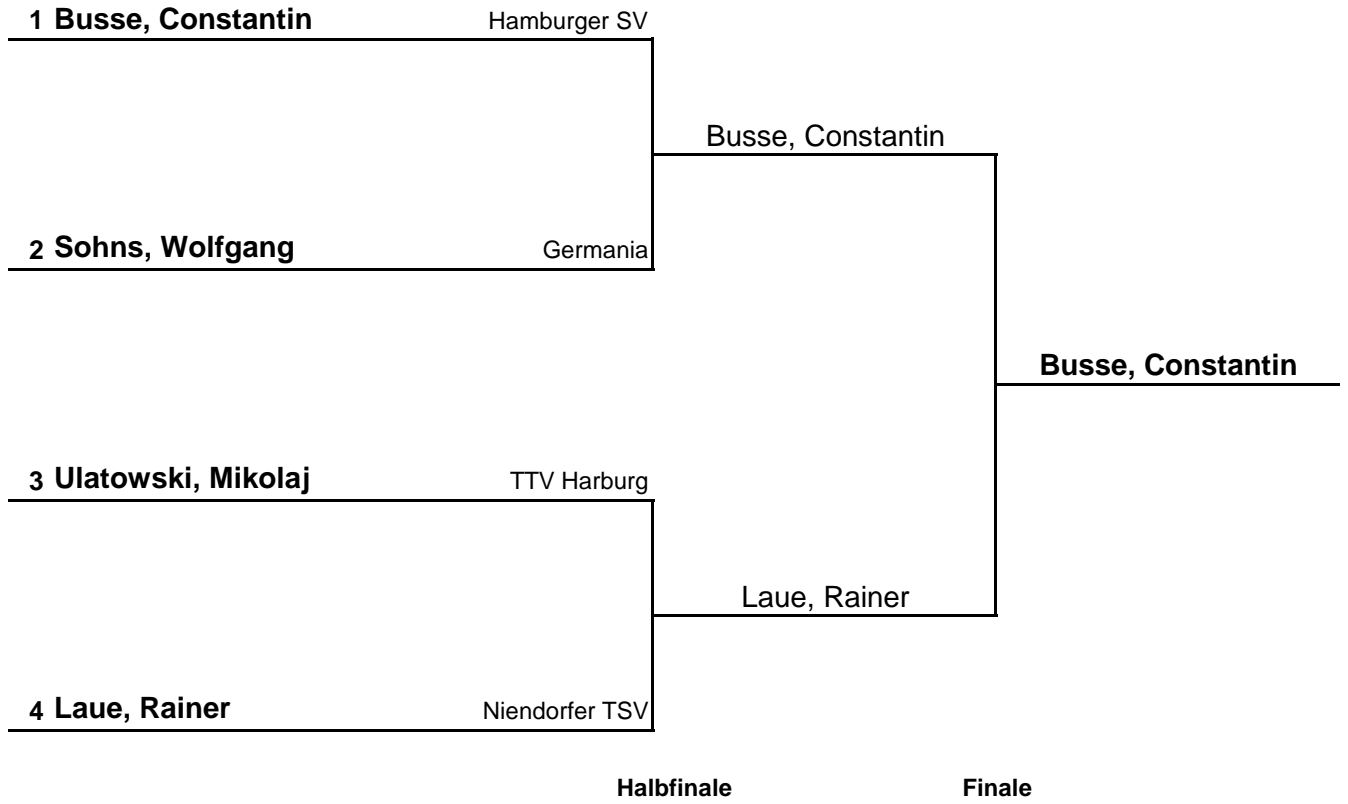 1 Busse, Constantin Hamburger SV
Busse, Constantin
2 Sohns, Wolfgang Germania
Busse, Constantin
3 Ulatowski, Mikolaj TTV Harburg
Laue, Rainer
4 Laue, Rainer Niendorfer TSV
Halbfinale Finale